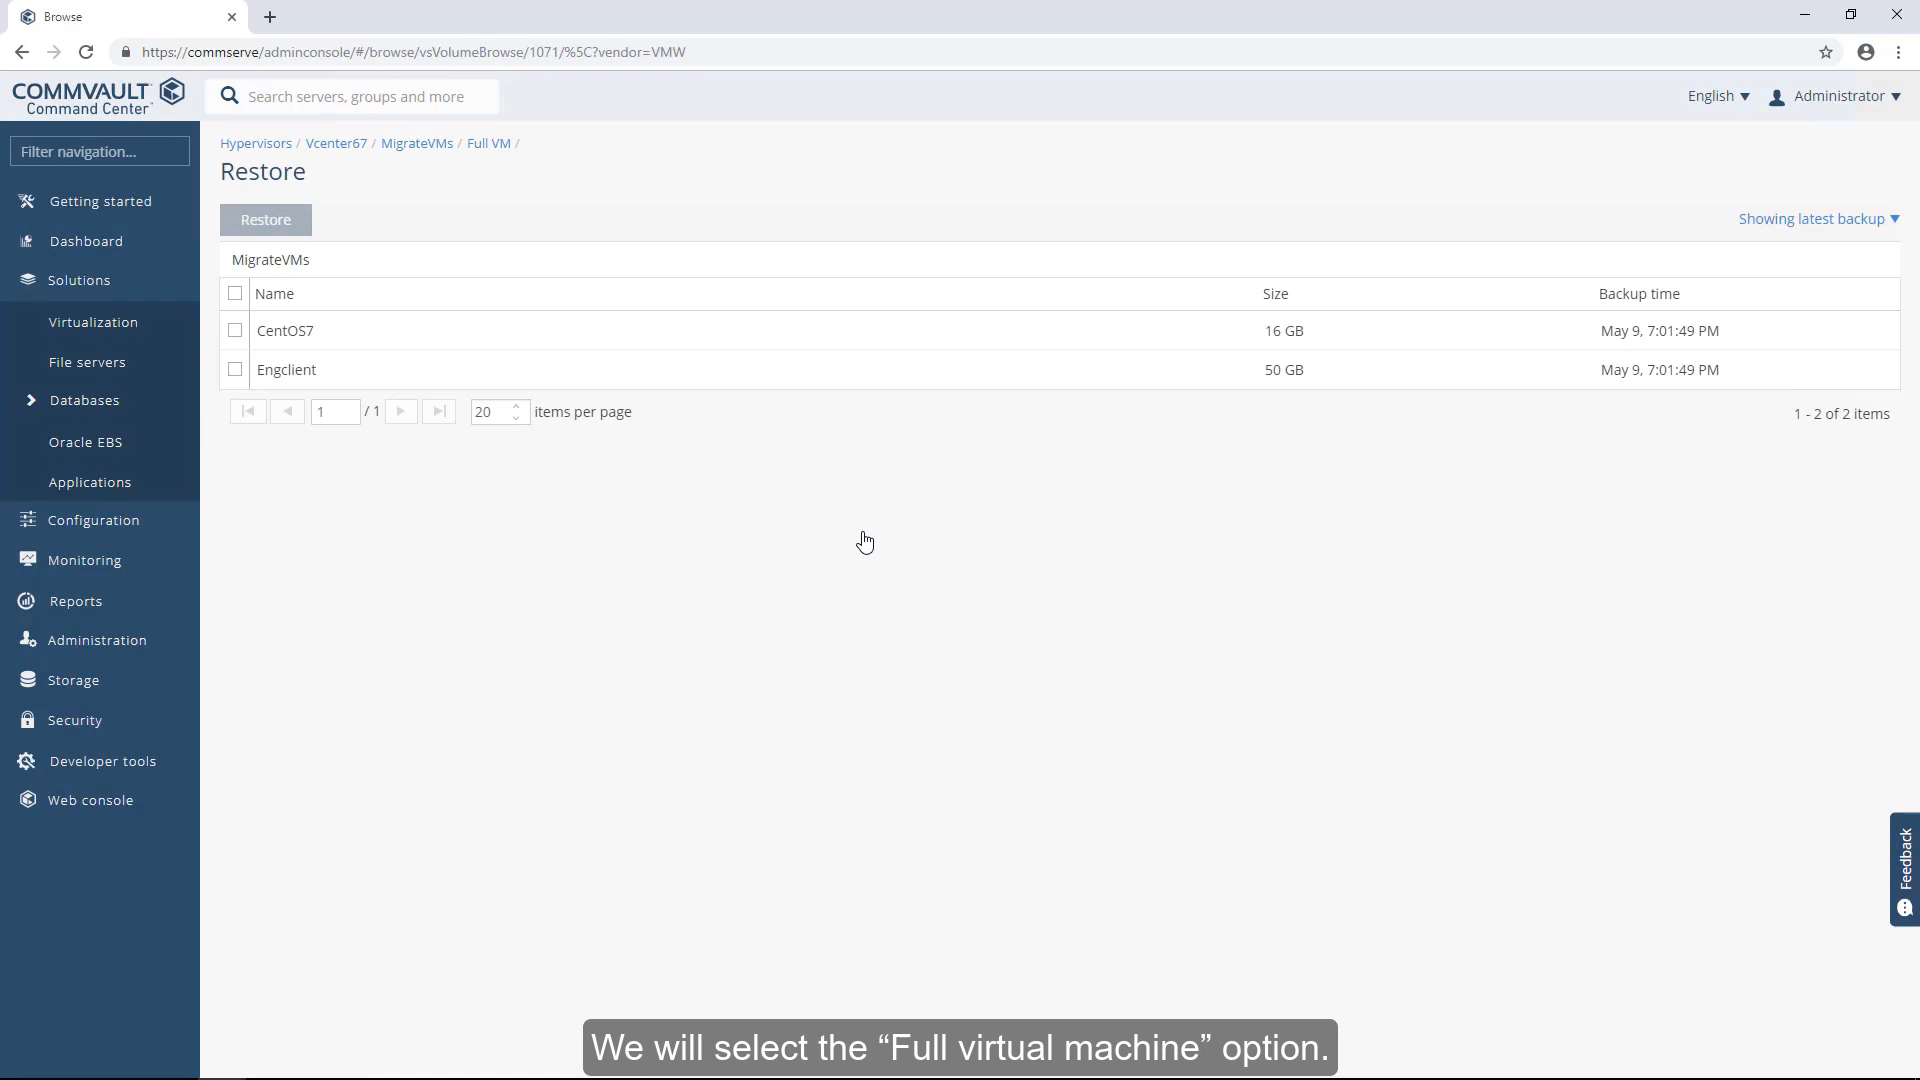 Browse
https://commserve/adminconsole/#/browse/vsVolumeBrowse/1071/%5C?vendor=VMW
COMMVAULT
Command Center™
Search servers, groups and more
English
Administrator
Filter navigation...
Getting started
Dashboard
Solutions
Virtualization
File servers
Databases
Oracle EBS
Applications
Configuration
Monitoring
Reports
Administration
Storage
Security
Developer tools
Web console
Hypervisors / Vcenter67 / MigrateVMs / Full VM /
Restore
Restore
Showing latest backup
MigrateVMs
Name Size Backup time
CentOS7 16 GB May 9, 7:01:49 PM
Engclient 50 GB May 9, 7:01:49 PM
1 / 1 20 items per page 1 - 2 of 2 items
Feedback
We will select the “Full virtual machine” option.